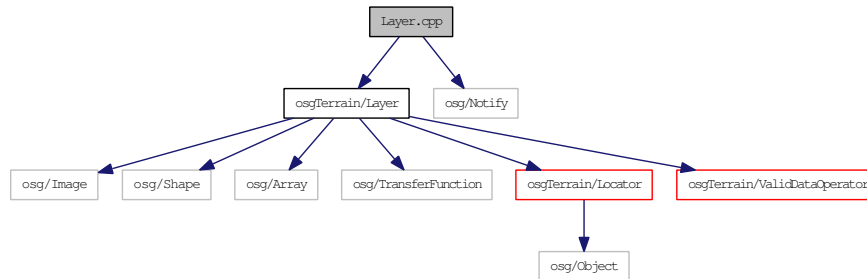 Layer.cpp
osgTerrain/Layer
osg/Notify
osg/Image
osg/Shape
osg/Array
osg/TransferFunction
osgTerrain/Locator
osgTerrain/ValidDataOperator
osg/Object